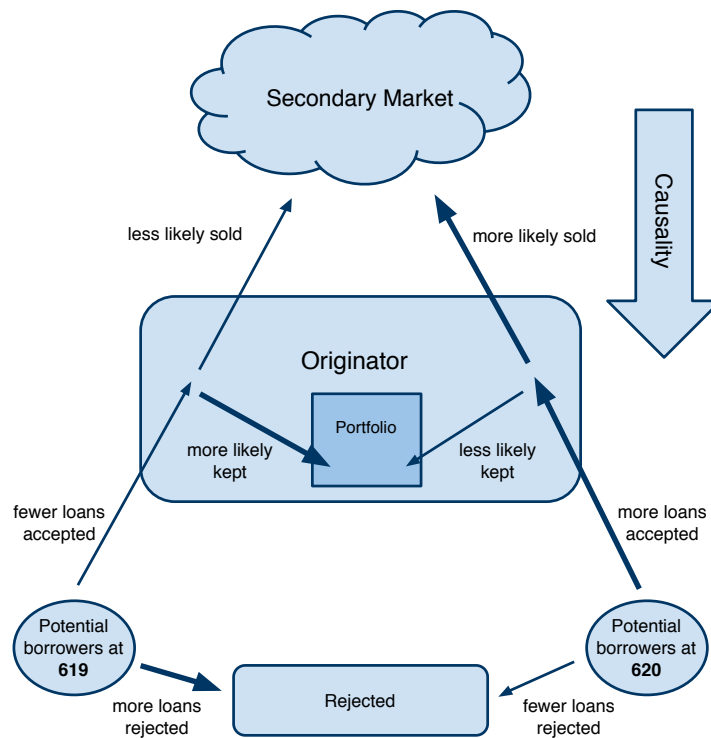 Secondary Market
Causality
less likely sold
more likely sold
Originator
Portfolio
more likely
kept
less likely
kept
fewer loans
accepted
more loans
accepted
Potential
borrowers at
619
Potential
borrowers at
620
Rejected
more loans
rejected
fewer loans
rejected